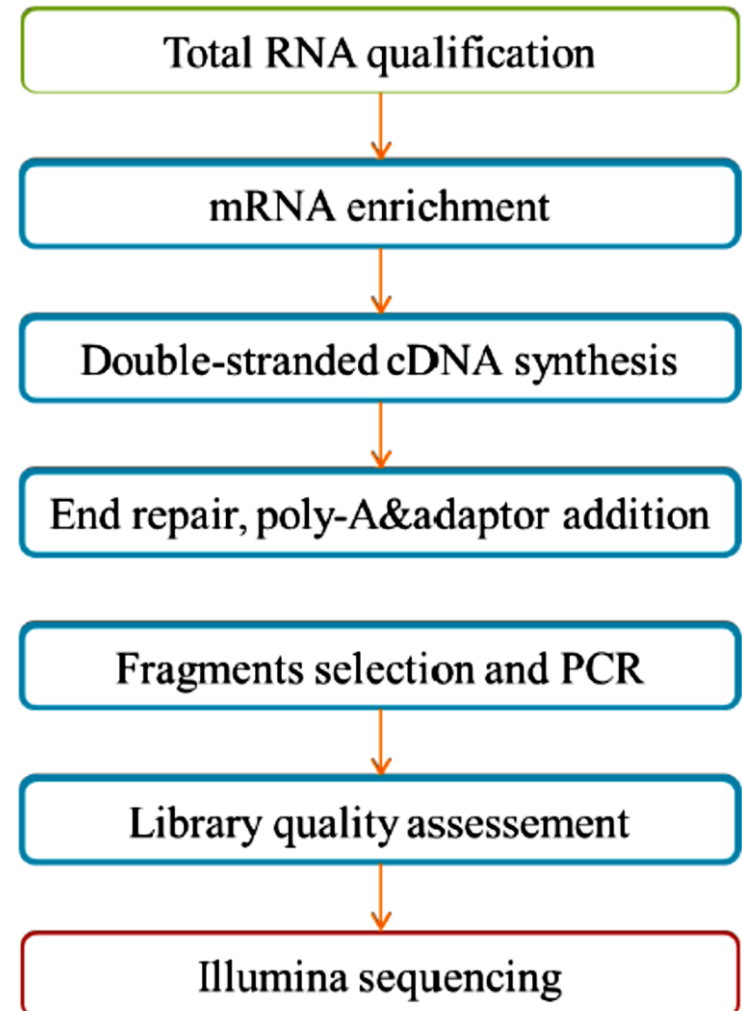 Total RNA qualification
mRNA enrichment
Double-stranded cDNA synthesis
End repair, poly-A&adaptor addition
Fragments selection and PCR
Library quality assessement
Illumina sequencing